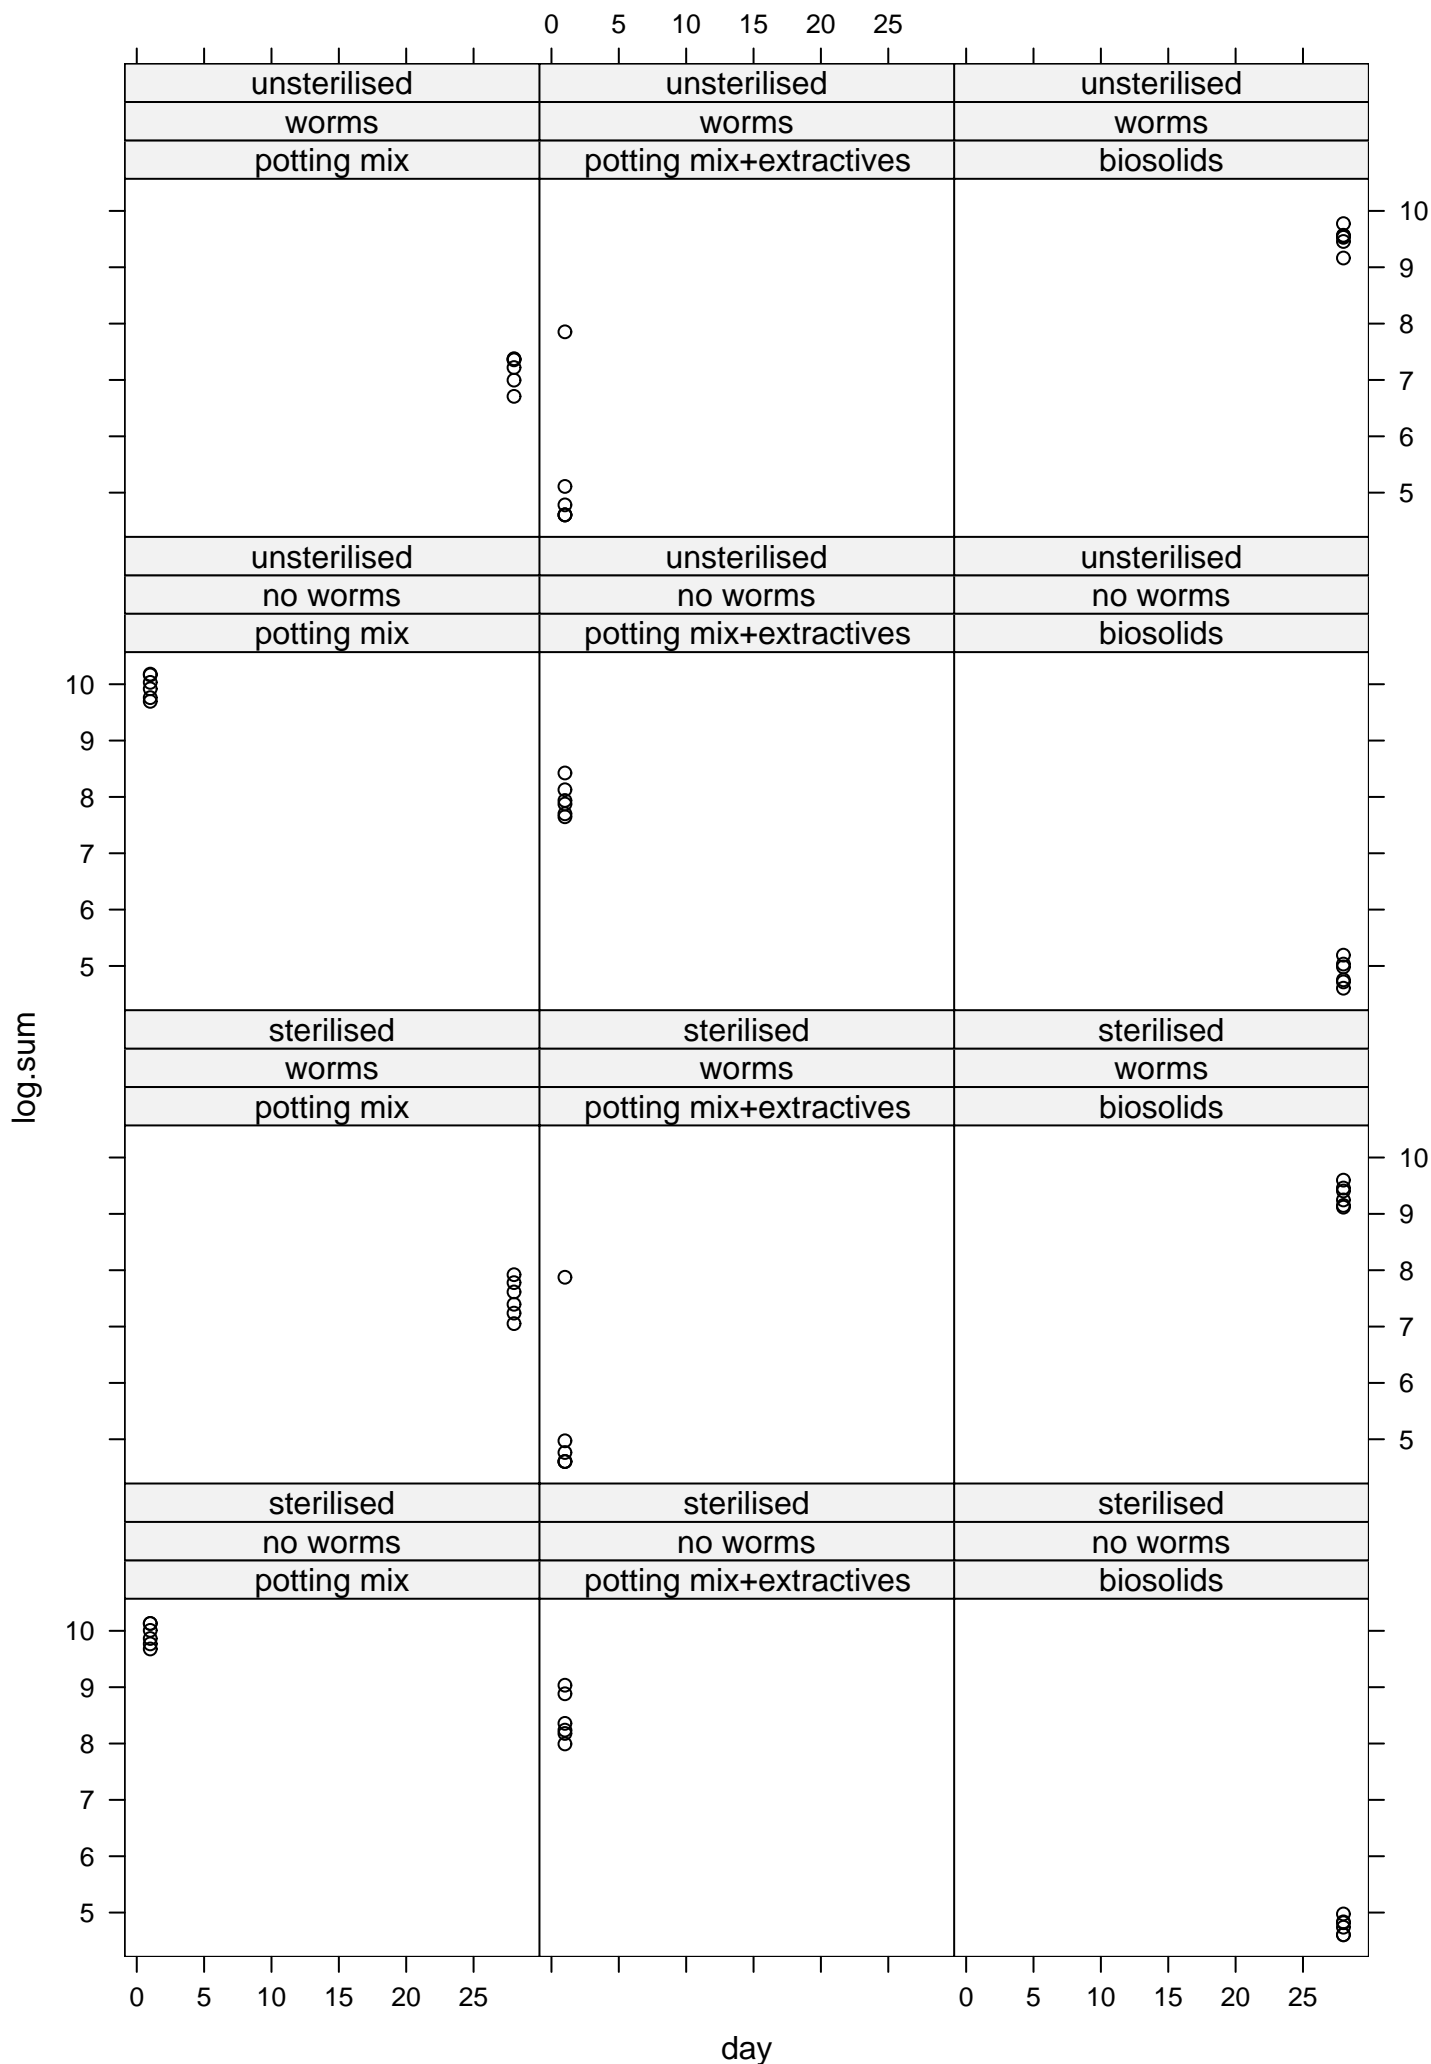 0 5 10 15 20 25
unsterilised unsterilised unsterilised
worms worms worms
potting mix potting mix+extractives biosolids
10
9
8
7
6
5
unsterilised unsterilised unsterilised
no worms no worms no worms
potting mix potting mix+extractives biosolids
10
9
8
7
6
5
log.sum
sterilised sterilised sterilised
worms worms worms
potting mix potting mix+extractives biosolids
10
9
8
7
6
5
sterilised sterilised sterilised
no worms no worms no worms
potting mix potting mix+extractives biosolids
10
9
8
7
6
5
0 5 10 15 20 25 0 5 10 15 20 25
day